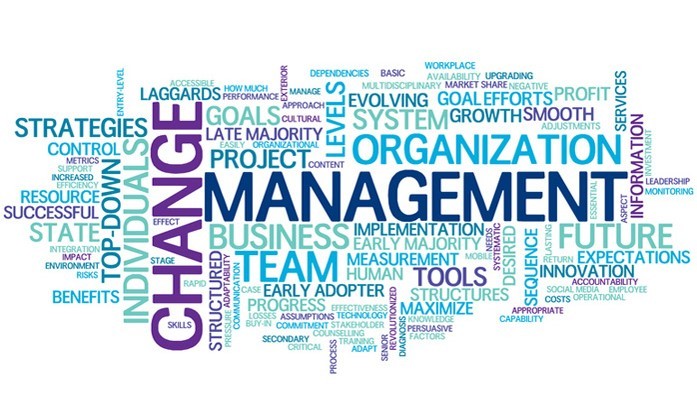 WORKPLACE
DEPENDENCIES
BASIC
AVAILABILITY
UPGRADING
ENTRY-LEVEL
ACCESSIBLE
EXTERIOR
MULTIDISCIPLINARY
MARKET SHARE
NEGATIVE
SERVICES
LAGGARDS
HOW MUCH
PERFORMANCE
MANAGE
LEVELS
EVOLVING
GOAL
EFFORTS
PROFIT
APPROACH
STRATEGIES
CHANGE
GOALS
CULTURAL
SYSTEM
GROWTH
SMOOTH
ADJUSTMENTS
INFORMATION
INVESTMENT
CONTROL
INDIVIDUALS
LATE MAJORITY
EASILY
ORGANIZATIONAL
ORGANIZATION
METRICS
SUPPORT
TOP-DOWN
PROJECT
CONTENT
INCREASED
EFFICIENCY
RESOURCE
MANAGEMENT
ESSENTIAL
LEADERSHIP
MONITORING
SUCCESSFUL
ASPECT
STATE
EFFECT
BUSINESS
IMPLEMENTATION
NEEDS
SYSTEMATIC
DESIRED
LASTING
FUTURE
EARLY MAJORITY
INTEGRATION
IMPACT
ENVIRONMENT
RISKS
STAGE
STRUCTURED
ADAPTABILITY
COMMUNICATION
TEAM
MEASUREMENT
MOBILE
SEQUENCE
RETURN
EXPECTATIONS
HUMAN
TOOLS
INNOVATION
RAPID
CASE
EARLY ADOPTER
ACCOUNTABILITY
SOCIAL MEDIA
EMPLOYEE
BENEFITS
STRUCTURES
COSTS
OPERATIONAL
PRESSURE
PROGRESS
EFFECTIVENESS
REVOLUTIONIZED
MAXIMIZE
APPROPRIATE
CAPABILITY
LOSSES
ASSUMPTIONS
TECHNOLOGY
KNOWLEDGE
SKILLS
BUY-IN
COMMITMENT
STAKEHOLDER
DIAGNOSIS
PERSUASIVE
COUNSELLING
FACTORS
SECONDARY
TRAINING
SENIOR
CRITICAL
PROCESS
ADAPT